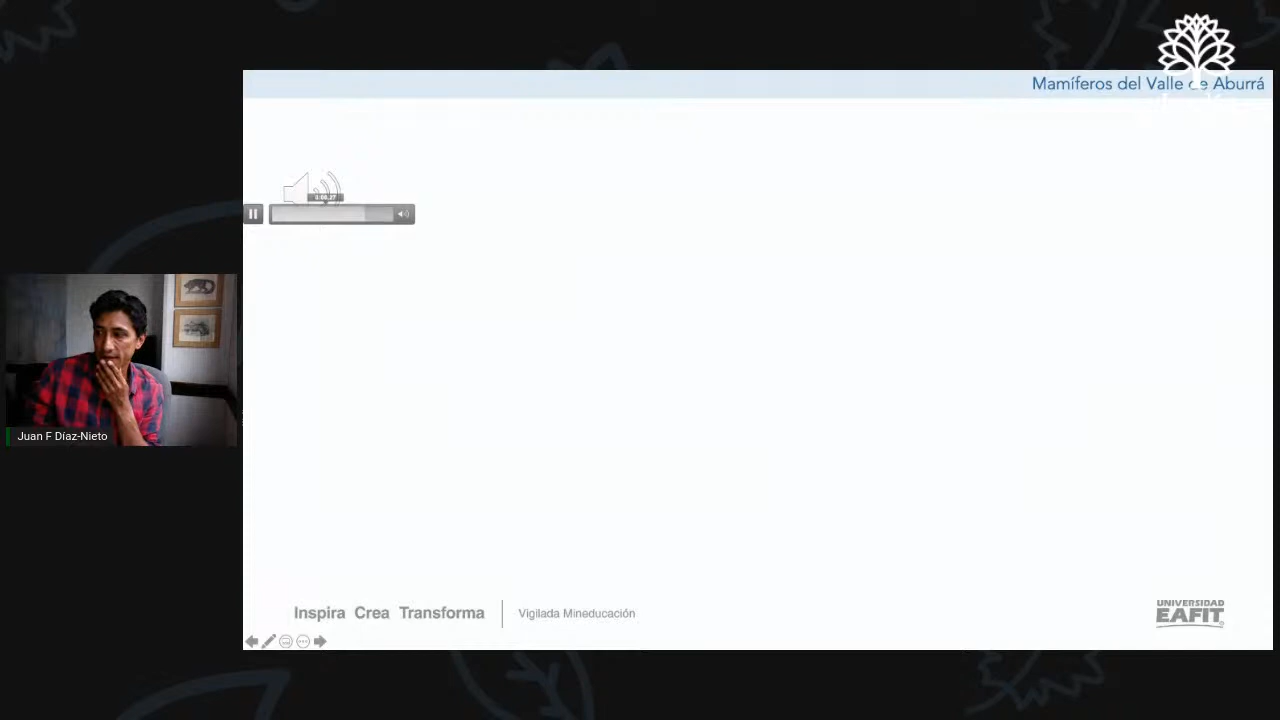 Mamíferos del Valle de Aburrá
Juan F Díaz-Nieto
Inspira Crea Transforma
Vigilada Mineducación
UNIVERSIDAD
EAFIT